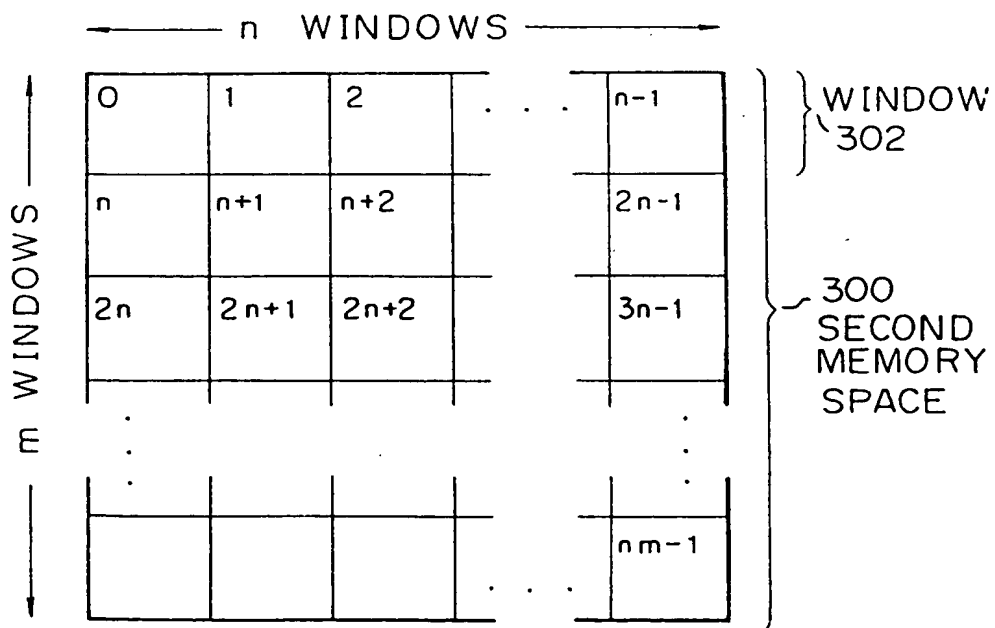 n WINDOWS
0 1 2 . . . n-1
WINDOW
302
n n+1 n+2 2n-1
m WINDOWS
2n 2n+1 2n+2 3n-1
300
SECOND
MEMORY
SPACE
nm-1
. . .